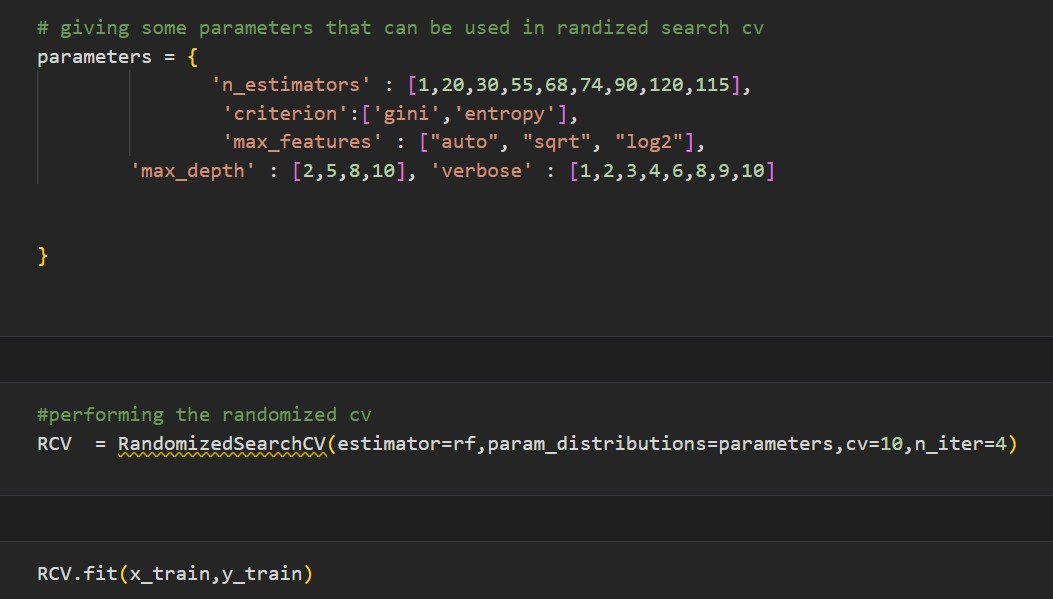 # giving some parameters that can be used in randized search cv
parameters = {
'n_estimators' : [1,20,30,55,68,74,90,120,115],
'criterion':['gini','entropy'],
'max_features' : ["auto", "sqrt", "log2"],
'max_depth' : [2,5,8,10], 'verbose' : [1,2,3,4,6,8,9,10]
}
#performing the randomized cv
RCV  = RandomizedSearchCV(estimator=rf,param_distributions=parameters,cv=10,n_iter=4)
RCV.fit(x_train,y_train)